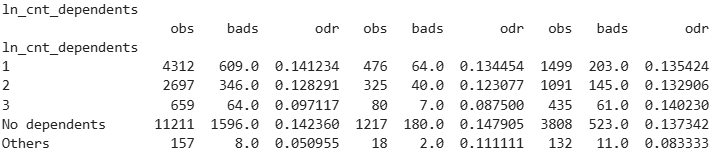 ln_cnt_dependents
obs bads odr obs bads odr obs bads odr
ln_cnt_dependents
1 4312 609.0 0.141234 476 64.0 0.134454 1499 203.0 0.135424
2 2697 346.0 0.128291 325 40.0 0.123077 1091 145.0 0.132906
3 659 64.0 0.097117 80 7.0 0.087500 435 61.0 0.140230
No dependents 11211 1596.0 0.142360 1217 180.0 0.147905 3808 523.0 0.137342
Others 157 8.0 0.050955 18 2.0 0.111111 132 11.0 0.083333